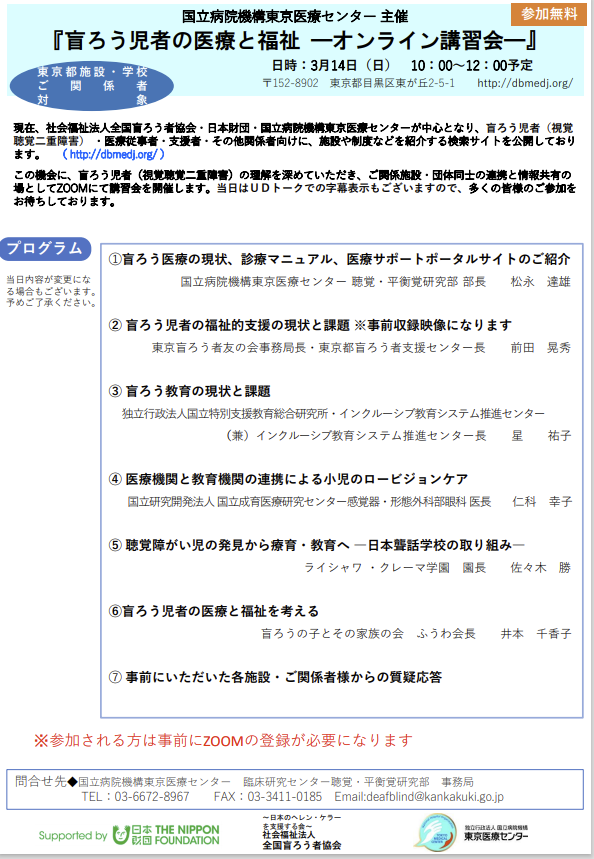 参加無料
国立病院機構東京医療センター 主催
『盲ろう児者の医療と福祉 ―オンライン講習会―』
日時：3月14日（日）　10：00～12：00予定
〒152-8902　東京都目黒区東が丘2-5-1　　http://dbmedj.org/
東京都施設・学校
ご関係者
対象
現在、社会福祉法人全国盲ろう者協会・日本財団・国立病院機構東京医療センターが中心となり、盲ろう児者（視覚
聴覚二重障害）・医療従事者・支援者・その他関係者向けに、施設や制度などを紹介する検索サイトを公開しており
ます。　（ http://dbmedj.org/ ）
この機会に、盲ろう児者（視覚聴覚二重障害）の理解を深めていただき、ご関係施設・団体同士の連携と情報共有の
場としてZOOMにて講習会を開催します。当日はＵＤトークでの字幕表示もございますので、多くの皆様のご参加を
お待ちしております。
プログラム
当日内容が変更にな
る場合もございます。
予めご了承ください。
①盲ろう医療の現状、診療マニュアル、医療サポートポータルサイトのご紹介
国立病院機構東京医療センター 聴覚・平衡覚研究部 部長　　松永　達雄
② 盲ろう児者の福祉的支援の現状と課題 ※事前収録映像になります
東京盲ろう者友の会事務局長・東京都盲ろう者支援センター長　　前田　晃秀
③ 盲ろう教育の現状と課題
独立行政法人国立特別支援教育総合研究所・インクルーシブ教育システム推進センター
（兼）インクルーシブ教育システム推進センター長　　星　　祐子
④ 医療機関と教育機関の連携による小児のロービジョンケア
国立研究開発法人 国立成育医療研究センター感覚器・形態外科部眼科 医長　　仁科　幸子
⑤ 聴覚障がい児の発見から療育・教育へ ―日本聾話学校の取り組み―
ライシャワ ・クレーマ学園　園長　　佐々木　勝
⑥盲ろう児者の医療と福祉を考える
盲ろうの子とその家族の会　ふうわ会長　　井本　千香子
⑦ 事前にいただいた各施設・ご関係者様からの質疑応答
※参加される方は事前にZOOMの登録が必要になります
問合せ先◆国立病院機構東京医療センター　臨床研究センター聴覚・平衡覚研究部　事務局
TEL：03-6672-8967　　FAX：03-3411-0185　Email:deafblind@kankakuki.go.jp
Supported by 日本財団 THE NIPPON FOUNDATION
～日本のヘレン・ケラー
を支援する会～
社会福祉法人
全国盲ろう者協会
独立行政法人 国立病院機構
東京医療センター